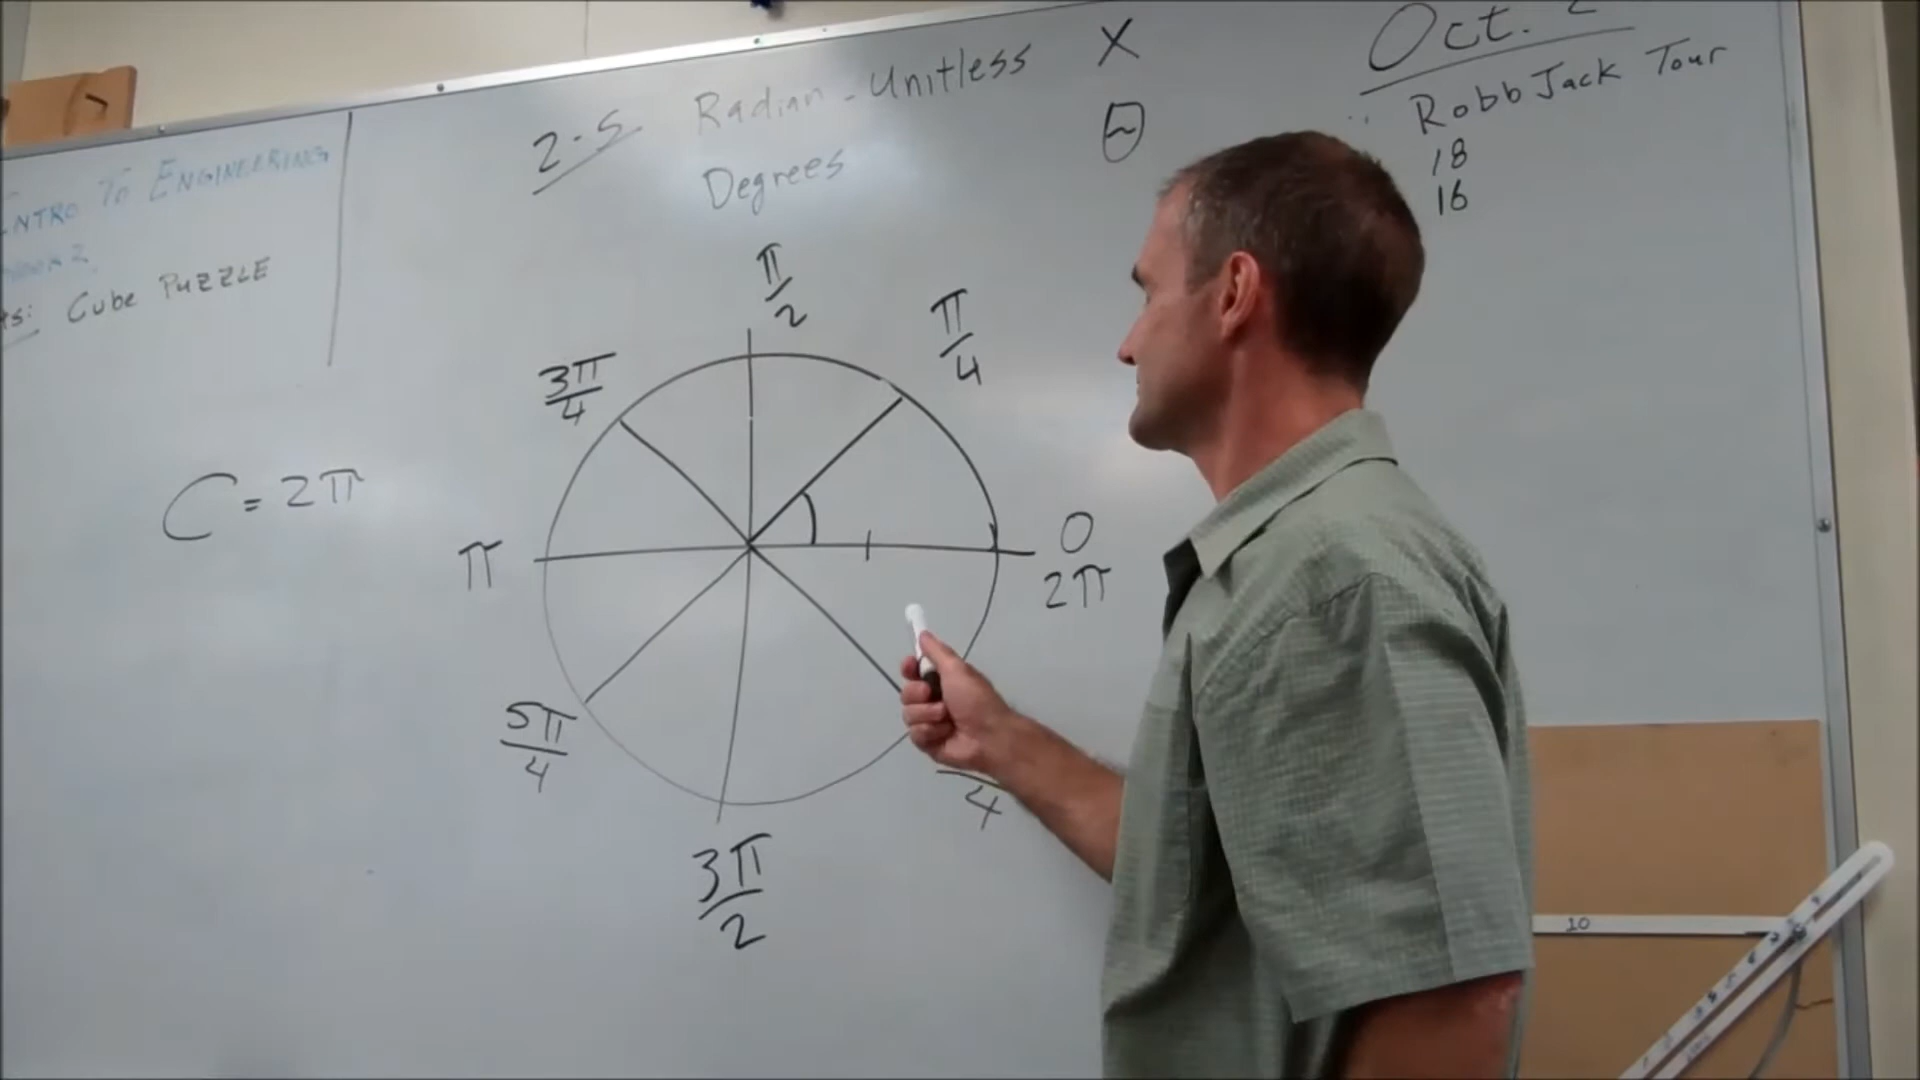 INTRO To ENGINEERING
Cube PUZZLE
2-5 Radian - Unitless
Degrees
X
Oct.
RobbJack Tour
18
16
π/2
π/4
3π/4
C = 2π
π
0
2π
5π/4
4
3π/2
10